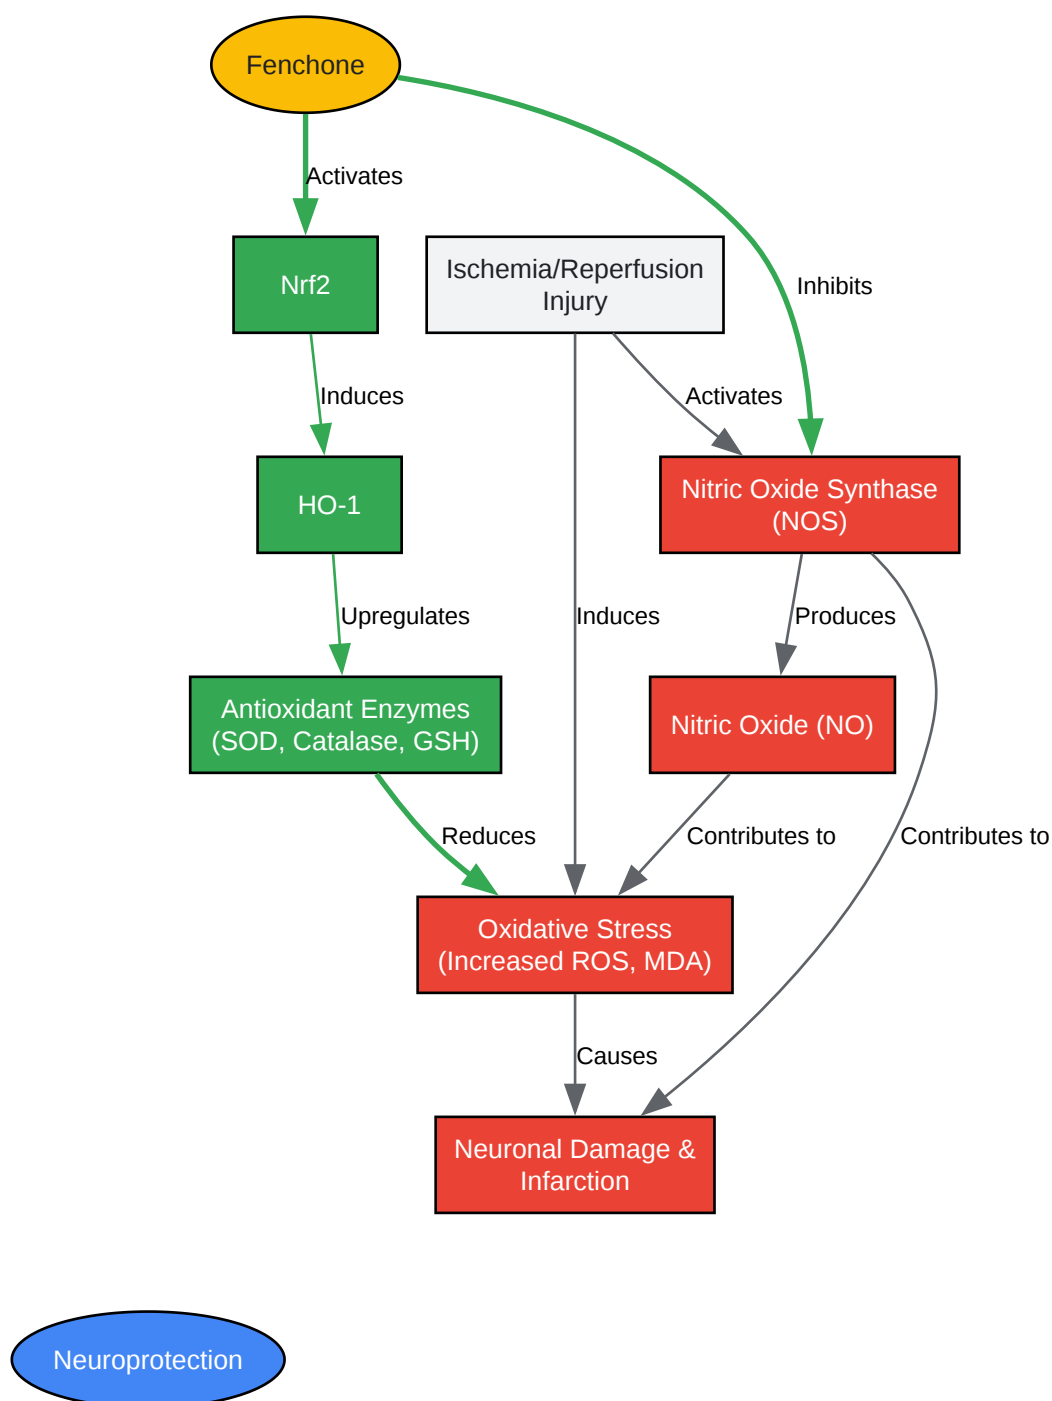 Fenchone
Activates
Nrf2
Ischemia/Reperfusion
Injury
Inhibits
Induces
Activates
HO-1
Nitric Oxide Synthase
(NOS)
Upregulates
Induces
Produces
Antioxidant Enzymes
(SOD, Catalase, GSH)
Nitric Oxide (NO)
Reduces
Contributes to
Contributes to
Oxidative Stress
(Increased ROS, MDA)
Causes
Neuronal Damage &
Infarction
Neuroprotection